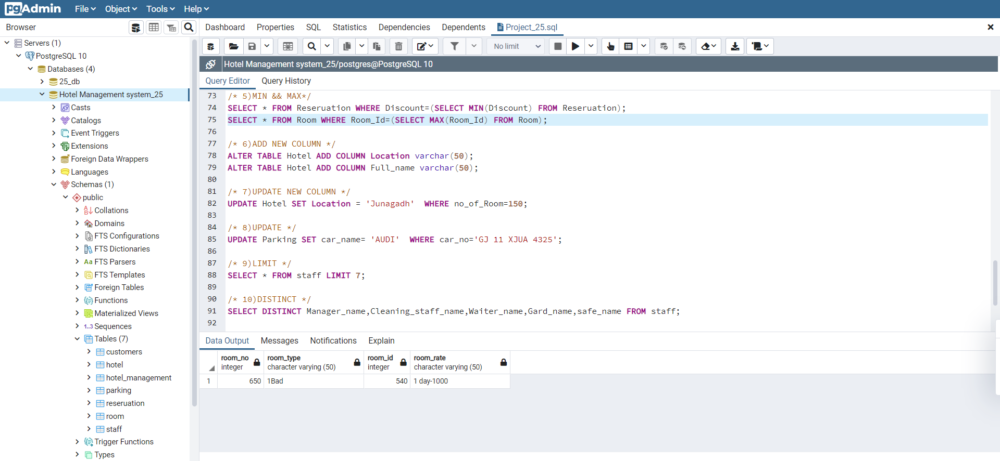 pgAdmin File Object Tools Help
Browser
Dashboard Properties SQL Statistics Dependencies Dependents Project_25.sql
Servers (1)
PostgreSQL 10
Databases (4)
25_db
Hotel Management system_25
Casts
Catalogs
Event Triggers
Extensions
Foreign Data Wrappers
Languages
Schemas (1)
public
Collations
Domains
FTS Configurations
FTS Dictionaries
Aa FTS Parsers
FTS Templates
Foreign Tables
Functions
Materialized Views
1..3 Sequences
Tables (7)
customers
hotel
hotel_management
parking
reseruation
room
staff
Trigger Functions
Types
No limit
Hotel Management system_25/postgres@PostgreSQL 10
Query Editor Query History
73 /* 5)MIN && MAX*/
74 SELECT * FROM Reseruation WHERE Discount=(SELECT MIN(Discount) FROM Reseruation);
75 SELECT * FROM Room WHERE Room_Id=(SELECT MAX(Room_Id) FROM Room);
76
77 /* 6)ADD NEW COLUMN */
78 ALTER TABLE Hotel ADD COLUMN Location varchar(50);
79 ALTER TABLE Hotel ADD COLUMN Full_name varchar(50);
80
81 /* 7)UPDATE NEW COLUMN */
82 UPDATE Hotel SET Location = 'Junagadh'  WHERE no_of_Room=150;
83
84 /* 8)UPDATE */
85 UPDATE Parking SET car_name= 'AUDI'  WHERE car_no='GJ 11 XJUA 4325';
86
87 /* 9)LIMIT */
88 SELECT * FROM staff LIMIT 7;
89
90 /* 10)DISTINCT */
91 SELECT DISTINCT Manager_name,Cleaning_staff_name,Waiter_name,Gard_name,safe_name FROM staff;
92
Data Output Messages Notifications Explain
room_no room_type room_id room_rate
integer character varying (50) integer character varying (50)
1 650 1Bad 540 1 day-1000